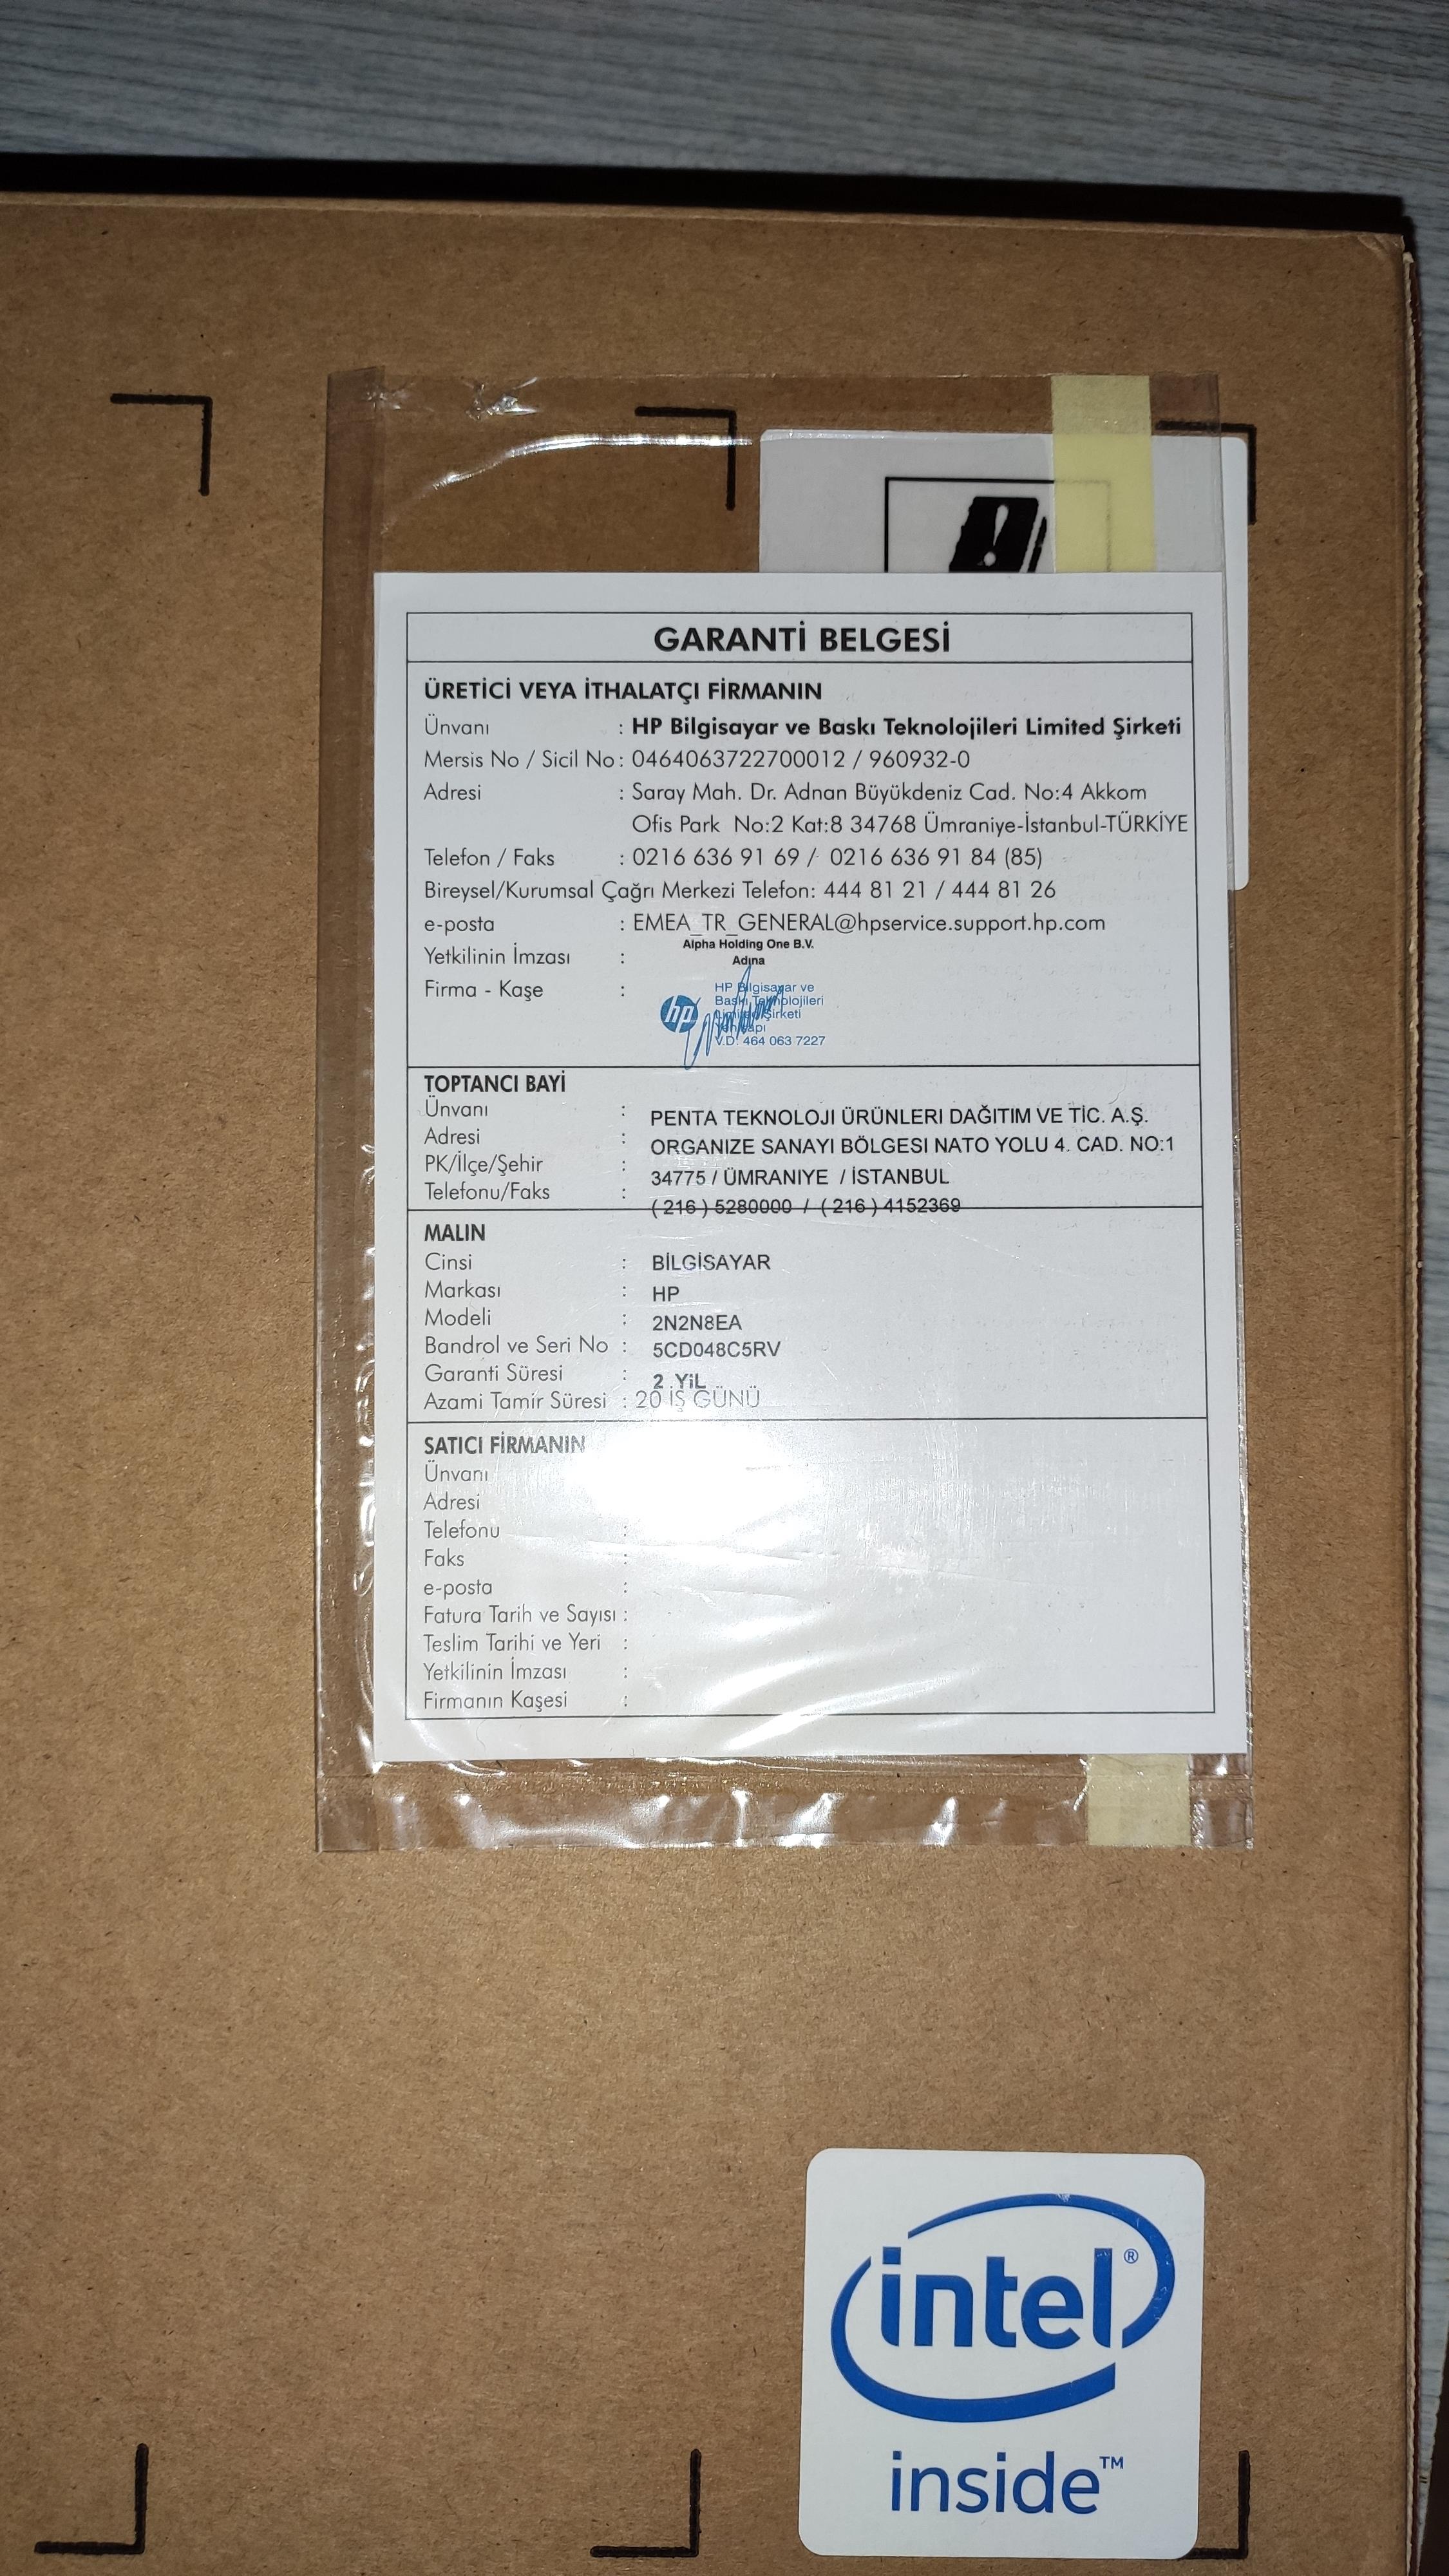 GARANTİ BELGESİ
ÜRETİCİ VEYA İTHALATÇI FİRMANIN
Ünvanı : HP Bilgisayar ve Baskı Teknolojileri Limited Şirketi
Mersis No / Sicil No : 0464063722700012 / 960932-0
Adresi : Saray Mah. Dr. Adnan Büyükdeniz Cad. No:4 Akkom
Ofis Park No:2 Kat:8 34768 Ümraniye-İstanbul-TÜRKİYE
Telefon / Faks : 0216 636 91 69 / 0216 636 91 84 (85)
Bireysel/Kurumsal Çağrı Merkezi Telefon: 444 81 21 / 444 81 26
e-posta : EMEA_TR_GENERAL@hpservice.support.hp.com
Alpha Holding One B.V.
Yetkilinin İmzası :
Adına
Firma - Kaşe :
hp
HP Bilgisayar ve
Baskı Teknolojileri
Limited Şirketi
Yenikapı
V.D: 464 063 7227
TOPTANCI BAYİ
Ünvanı : PENTA TEKNOLOJI ÜRÜNLERI DAĞITIM VE TİC. A.Ş.
Adresi : ORGANIZE SANAYI BÖLGESI NATO YOLU 4. CAD. NO:1
PK/İlçe/Şehir : 34775 / ÜMRANIYE / İSTANBUL
Telefonu/Faks : ( 216 ) 5280000 / ( 216 ) 4152369
MALIN
Cinsi : BİLGİSAYAR
Markası : HP
Modeli : 2N2N8EA
Bandrol ve Seri No : 5CD048C5RV
Garanti Süresi : 2 YiL
Azami Tamir Süresi : 20 İŞ GÜNÜ
SATICI FİRMANIN
Ünvanı
Adresi
Telefonu :
Faks :
e-posta :
Fatura Tarih ve Sayısı :
Teslim Tarihi ve Yeri :
Yetkilinin İmzası :
Firmanın Kaşesi :
intel®
inside™